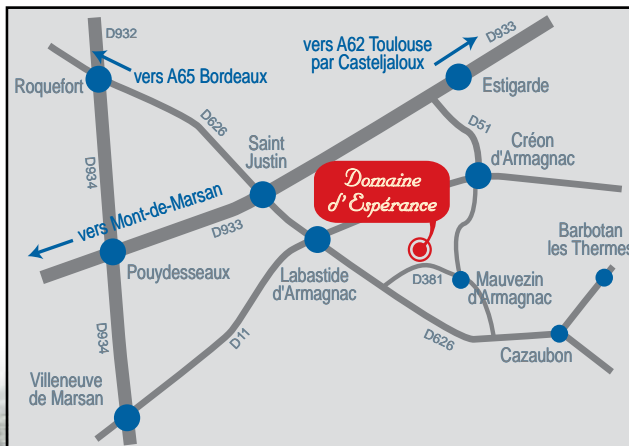 D932
D933
vers A62 Toulouse
par Casteljaloux
vers A65 Bordeaux
Roquefort
Estigarde
D626
D51
Saint
Justin
Créon
d'Armagnac
D934
Domaine
d'Espérance
vers Mont-de-Marsan
D933
Barbotan
les Thermes
Pouydesseaux
Labastide
d'Armagnac
D381
Mauvezin
d'Armagnac
D934
D11
D626
Cazaubon
Villeneuve
de Marsan